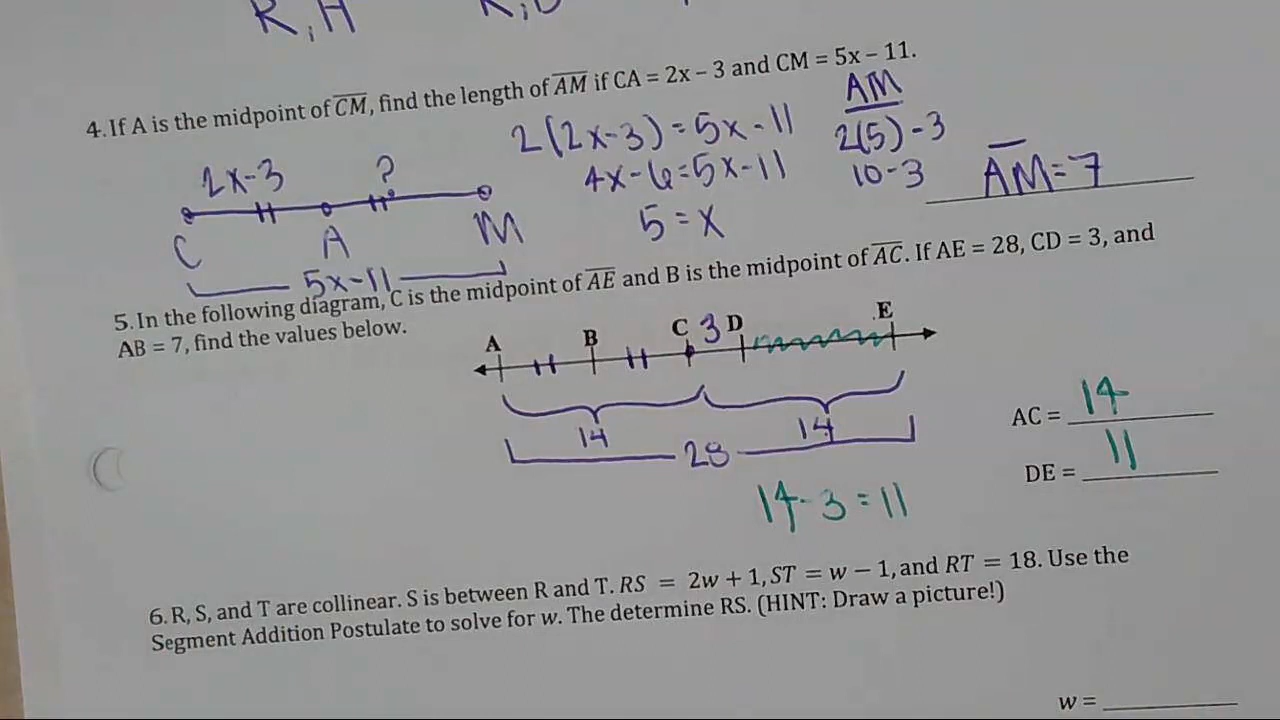 R, H
4. If A is the midpoint of CM, find the length of AM if CA = 2x – 3 and CM = 5x – 11.
2x-3 ?
C A M
5x-11
2(2x-3) = 5x-11
4x-6=5x-11
5 = x
AM
2(5)-3
10-3
AM=7
5. In the following diagram, C is the midpoint of AE and B is the midpoint of AC. If AE = 28, CD = 3, and
AB = 7, find the values below.
A B C 3 D E
14 14
28
14-3=11
AC = 14
DE = 11
6. R, S, and T are collinear. S is between R and T. RS = 2w + 1, ST = w − 1, and RT = 18. Use the
Segment Addition Postulate to solve for w. The determine RS. (HINT: Draw a picture!)
w =